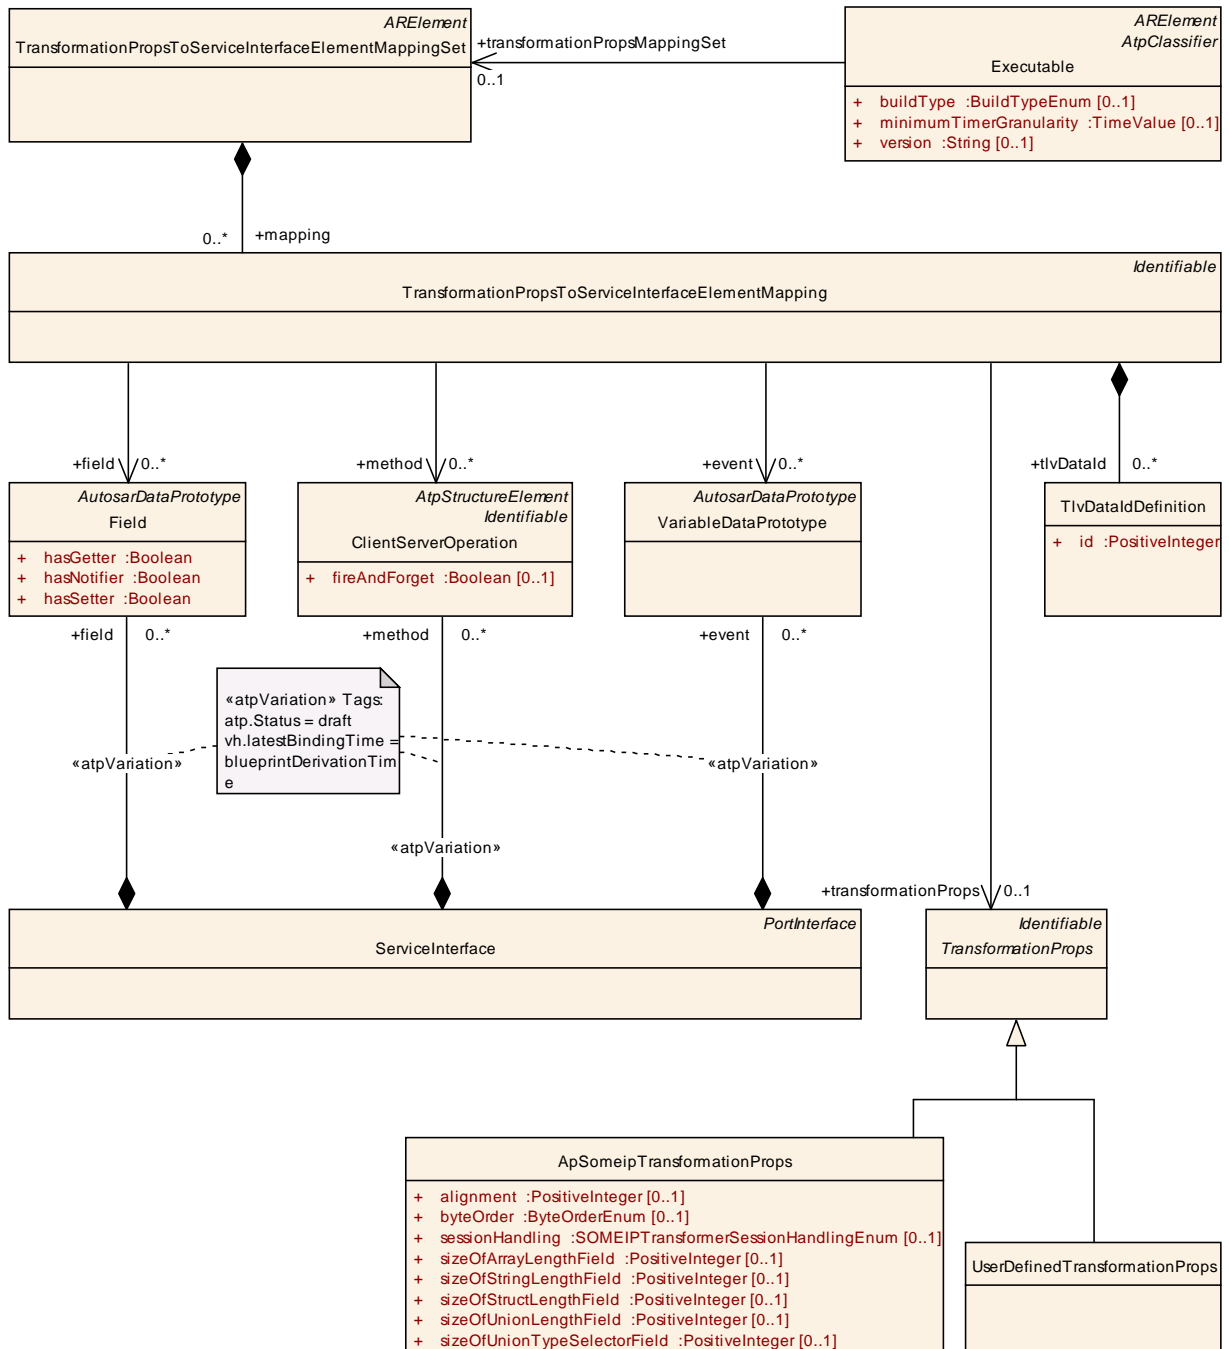 ARElement
TransformationPropsToServiceInterfaceElementMappingSet
+transformationPropsMappingSet
0..1
ARElement
AtpClassifier
Executable
+ buildType :BuildTypeEnum [0..1]
+ minimumTimerGranularity :TimeValue [0..1]
+ version :String [0..1]
0..* +mapping
Identifiable
TransformationPropsToServiceInterfaceElementMapping
+field 0..*
+method 0..*
+event 0..*
+tlvDataId 0..*
AutosarDataPrototype
Field
+ hasGetter :Boolean
+ hasNotifier :Boolean
+ hasSetter :Boolean
AtpStructureElement
Identifiable
ClientServerOperation
+ fireAndForget :Boolean [0..1]
AutosarDataPrototype
VariableDataPrototype
TlvDataIdDefinition
+ id :PositiveInteger
+field 0..*
+method 0..*
+event 0..*
«atpVariation» Tags:
atp.Status = draft
vh.latestBindingTime =
blueprintDerivationTim
e
«atpVariation»
«atpVariation»
«atpVariation»
+transformationProps 0..1
PortInterface
ServiceInterface
Identifiable
TransformationProps
ApSomeipTransformationProps
+ alignment :PositiveInteger [0..1]
+ byteOrder :ByteOrderEnum [0..1]
+ sessionHandling :SOMEIPTransformerSessionHandlingEnum [0..1]
+ sizeOfArrayLengthField :PositiveInteger [0..1]
+ sizeOfStringLengthField :PositiveInteger [0..1]
+ sizeOfStructLengthField :PositiveInteger [0..1]
+ sizeOfUnionLengthField :PositiveInteger [0..1]
+ sizeOfUnionTypeSelectorField :PositiveInteger [0..1]
UserDefinedTransformationProps